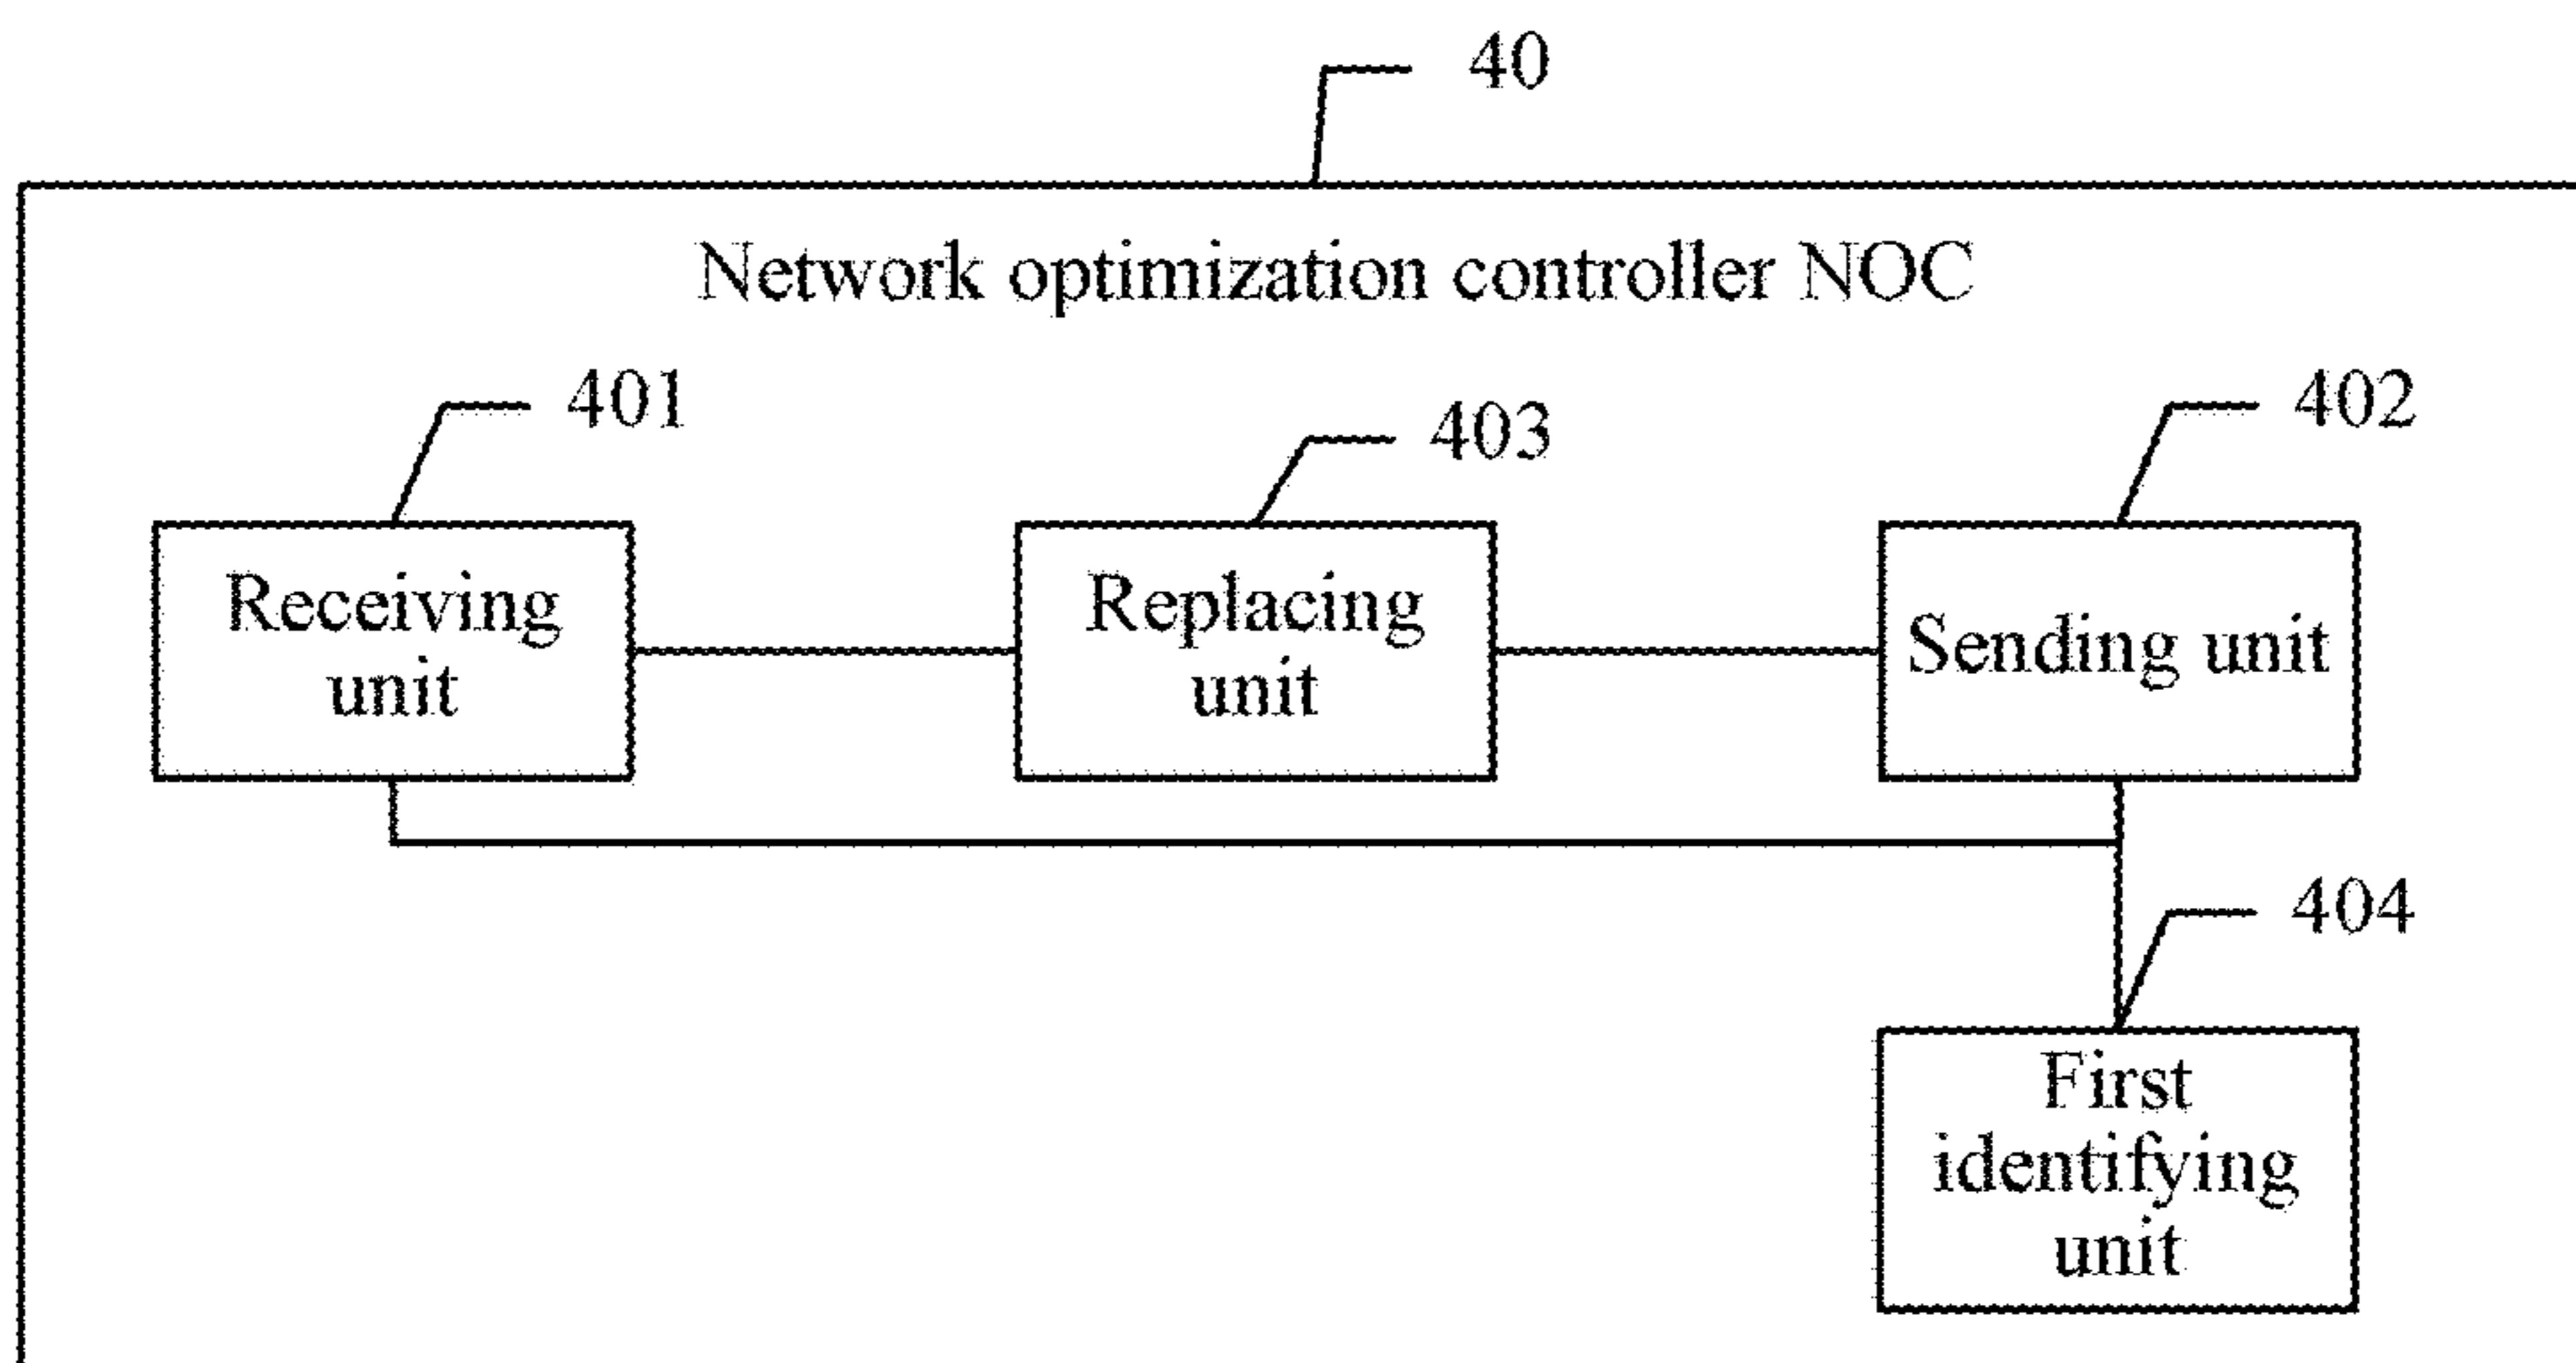 40
Network optimization controller NOC
401
403
402
Receiving
unit
Replacing
unit
Sending unit
404
First
identifying
unit